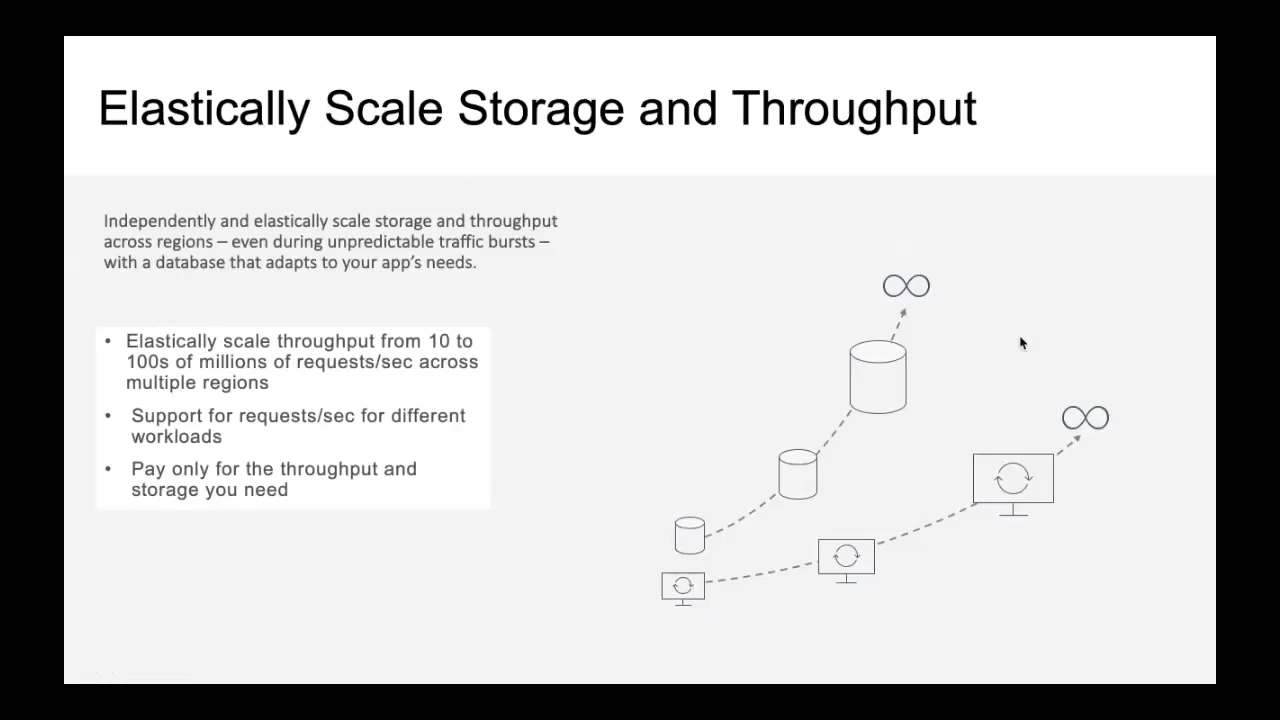 Elastically Scale Storage and Throughput
Independently and elastically scale storage and throughput
across regions – even during unpredictable traffic bursts –
with a database that adapts to your app's needs.
• Elastically scale throughput from 10 to
100s of millions of requests/sec across
multiple regions
• Support for requests/sec for different
workloads
• Pay only for the throughput and
storage you need